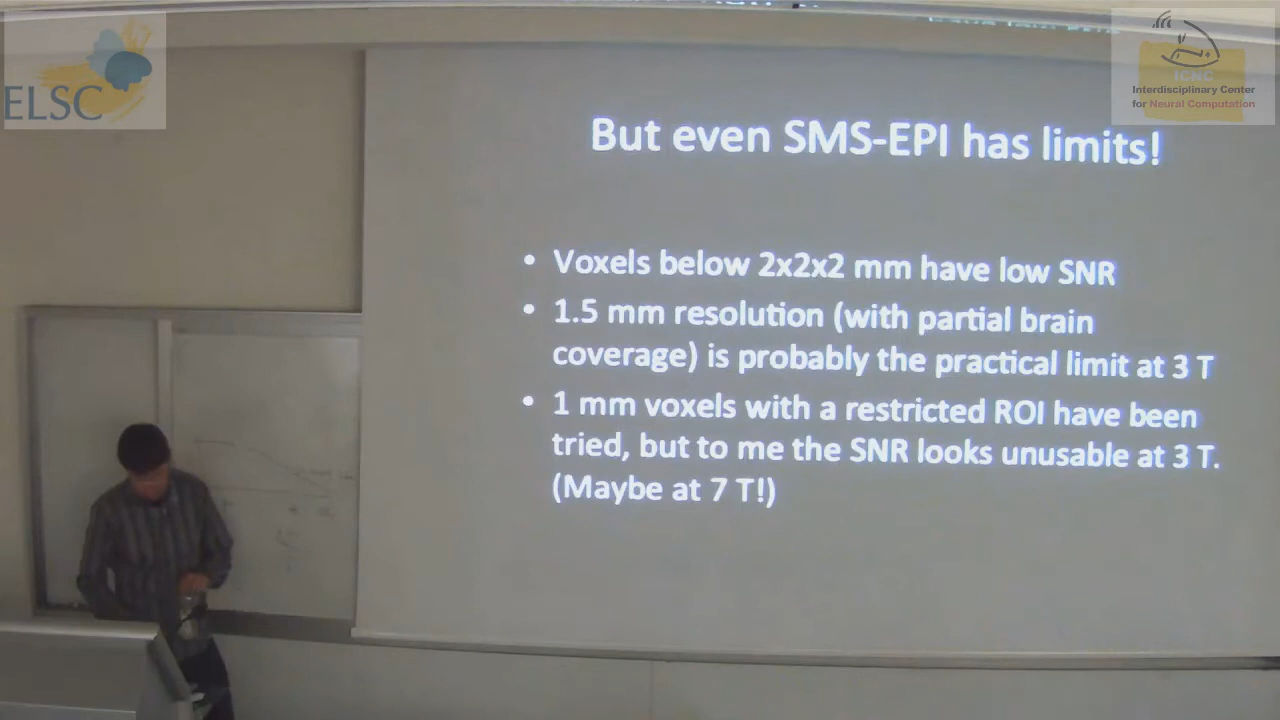 ELSC
ICNC
Interdisciplinary Center
for Neural Computation
But even SMS-EPI has limits!
• Voxels below 2x2x2 mm have low SNR
• 1.5 mm resolution (with partial brain
coverage) is probably the practical limit at 3 T
• 1 mm voxels with a restricted ROI have been
tried, but to me the SNR looks unusable at 3 T.
(Maybe at 7 T!)